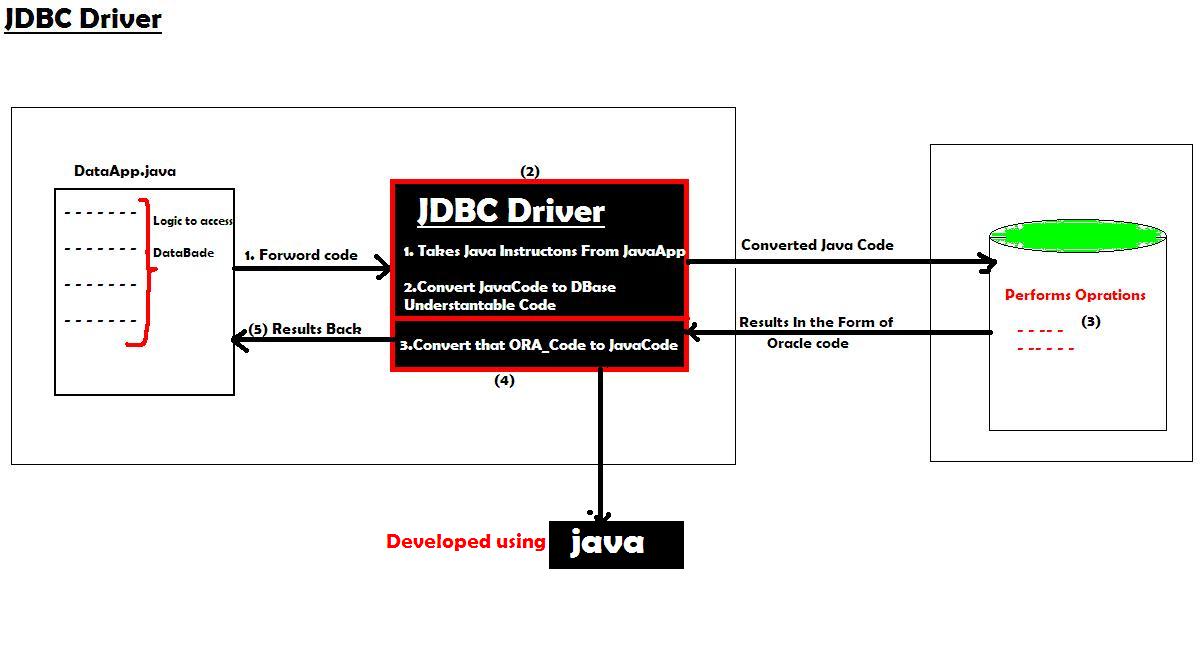 JDBC Driver
DataApp.java
Logic to access
DataBade
1. Forword code
(5) Results Back
(2)
JDBC Driver
1. Takes Java Instructons From JavaApp
2.Convert JavaCode to DBase
Understantable Code
3.Convert that ORA_Code to JavaCode
(4)
Converted Java Code
Results In the Form of
Oracle code
Performs Oprations
(3)
Developed using
java